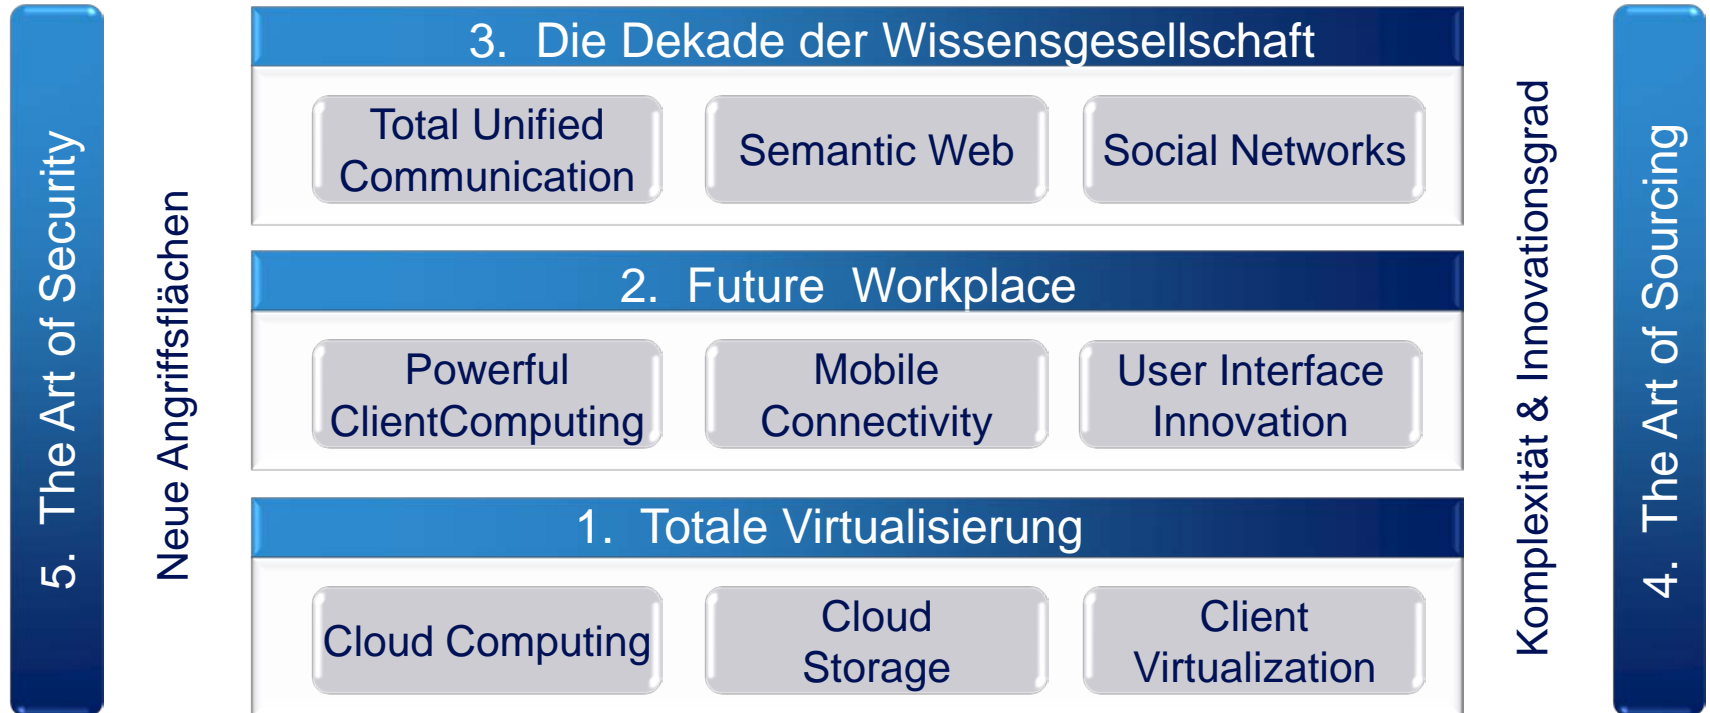 5. The Art of Security
Neue Angriffsflächen
3. Die Dekade der Wissensgesellschaft
Total Unified
Communication
Semantic Web
Social Networks
2. Future Workplace
Powerful
ClientComputing
Mobile
Connectivity
User Interface
Innovation
1. Totale Virtualisierung
Cloud Computing
Cloud
Storage
Client
Virtualization
Komplexität & Innovationsgrad
4. The Art of Sourcing